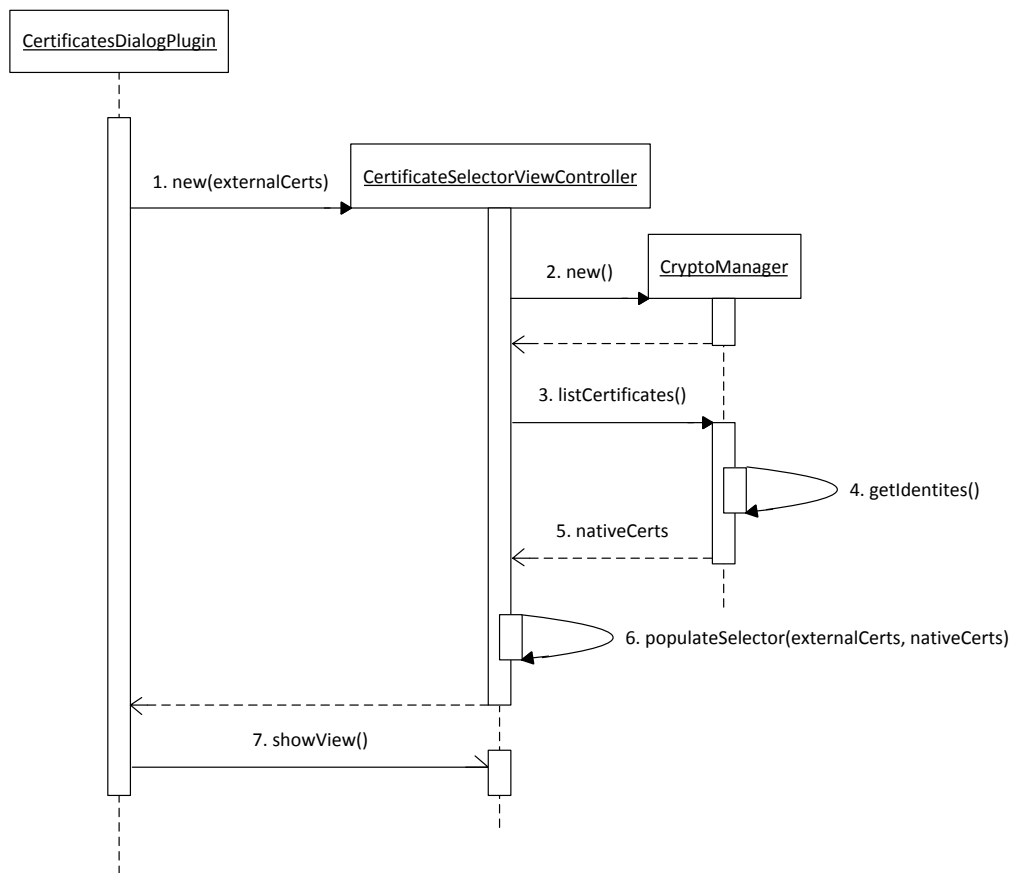 CertificatesDialogPlugin
1. new(externalCerts)
CertificateSelectorViewController
2. new()
CryptoManager
3. listCertificates()
4. getIdentites()
5. nativeCerts
6. populateSelector(externalCerts, nativeCerts)
7. showView()